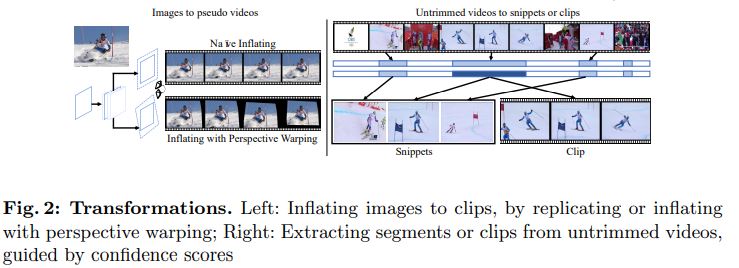 Images to pseudo videos
Untrimmed videos to snippets or clips
Naïve Inflating
Inflating with Perspective Warping
Snippets
Clip
Fig. 2: Transformations. Left: Inflating images to clips, by replicating or inflating
with perspective warping; Right: Extracting segments or clips from untrimmed videos,
guided by confidence scores